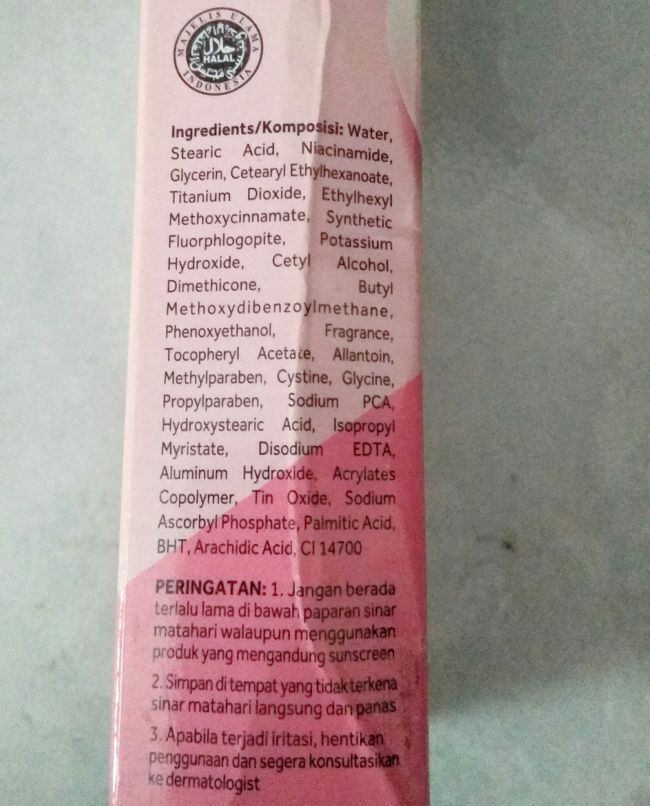 MAJELIS ULAMA
حلال
HALAL
INDONESIA
Ingredients/Komposisi: Water,
Stearic Acid, Niacinamide,
Glycerin, Cetearyl Ethylhexanoate,
Titanium Dioxide, Ethylhexyl
Methoxycinnamate, Synthetic
Fluorphlogopite, Potassium
Hydroxide, Cetyl Alcohol,
Dimethicone, Butyl
Methoxydibenzoylmethane,
Phenoxyethanol, Fragrance,
Tocopheryl Acetate, Allantoin,
Methylparaben, Cystine, Glycine,
Propylparaben, Sodium PCA,
Hydroxystearic Acid, Isopropyl
Myristate, Disodium EDTA,
Aluminum Hydroxide, Acrylates
Copolymer, Tin Oxide, Sodium
Ascorbyl Phosphate, Palmitic Acid,
BHT, Arachidic Acid, CI 14700
PERINGATAN: 1. Jangan berada
terlalu lama di bawah paparan sinar
matahari walaupun menggunakan
produk yang mengandung sunscreen
2. Simpan di tempat yang tidak terkena
sinar matahari langsung dan panas
3. Apabila terjadi iritasi, hentikan
penggunaan dan segera konsultasikan
ke dermatologist